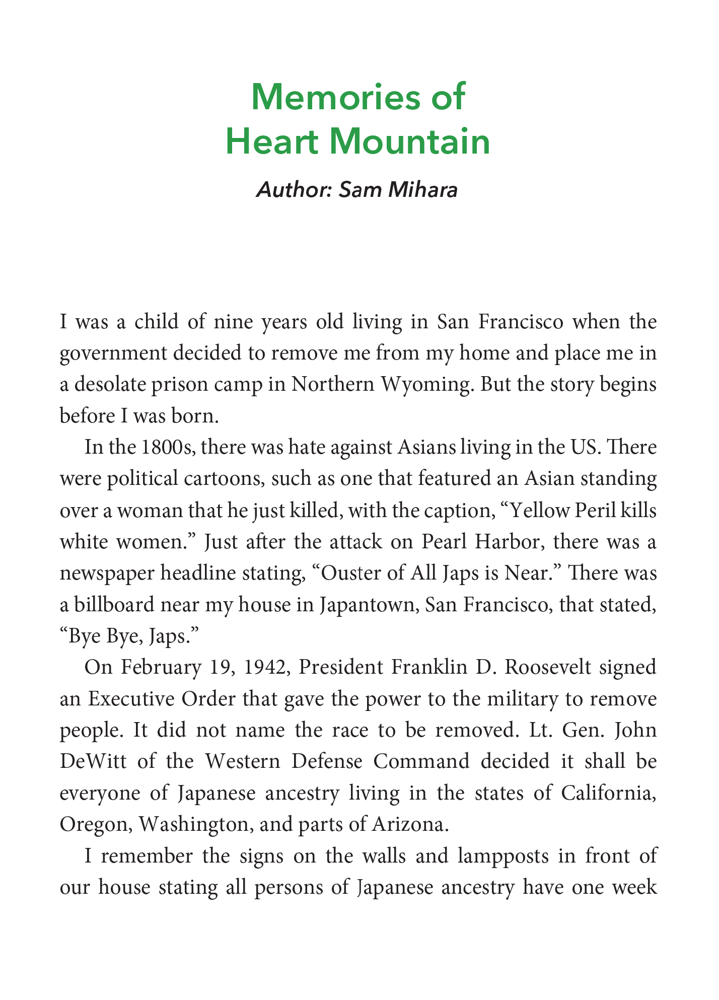 Memories of
Heart Mountain
Author: Sam Mihara
I was a child of nine years old living in San Francisco when the
government decided to remove me from my home and place me in
a desolate prison camp in Northern Wyoming. But the story begins
before I was born.
In the 1800s, there was hate against Asians living in the US. There
were political cartoons, such as one that featured an Asian standing
over a woman that he just killed, with the caption, “Yellow Peril kills
white women.” Just after the attack on Pearl Harbor, there was a
newspaper headline stating, “Ouster of All Japs is Near.” There was
a billboard near my house in Japantown, San Francisco, that stated,
“Bye Bye, Japs.”
On February 19, 1942, President Franklin D. Roosevelt signed
an Executive Order that gave the power to the military to remove
people. It did not name the race to be removed. Lt. Gen. John
DeWitt of the Western Defense Command decided it shall be
everyone of Japanese ancestry living in the states of California,
Oregon, Washington, and parts of Arizona.
I remember the signs on the walls and lampposts in front of
our house stating all persons of Japanese ancestry have one week